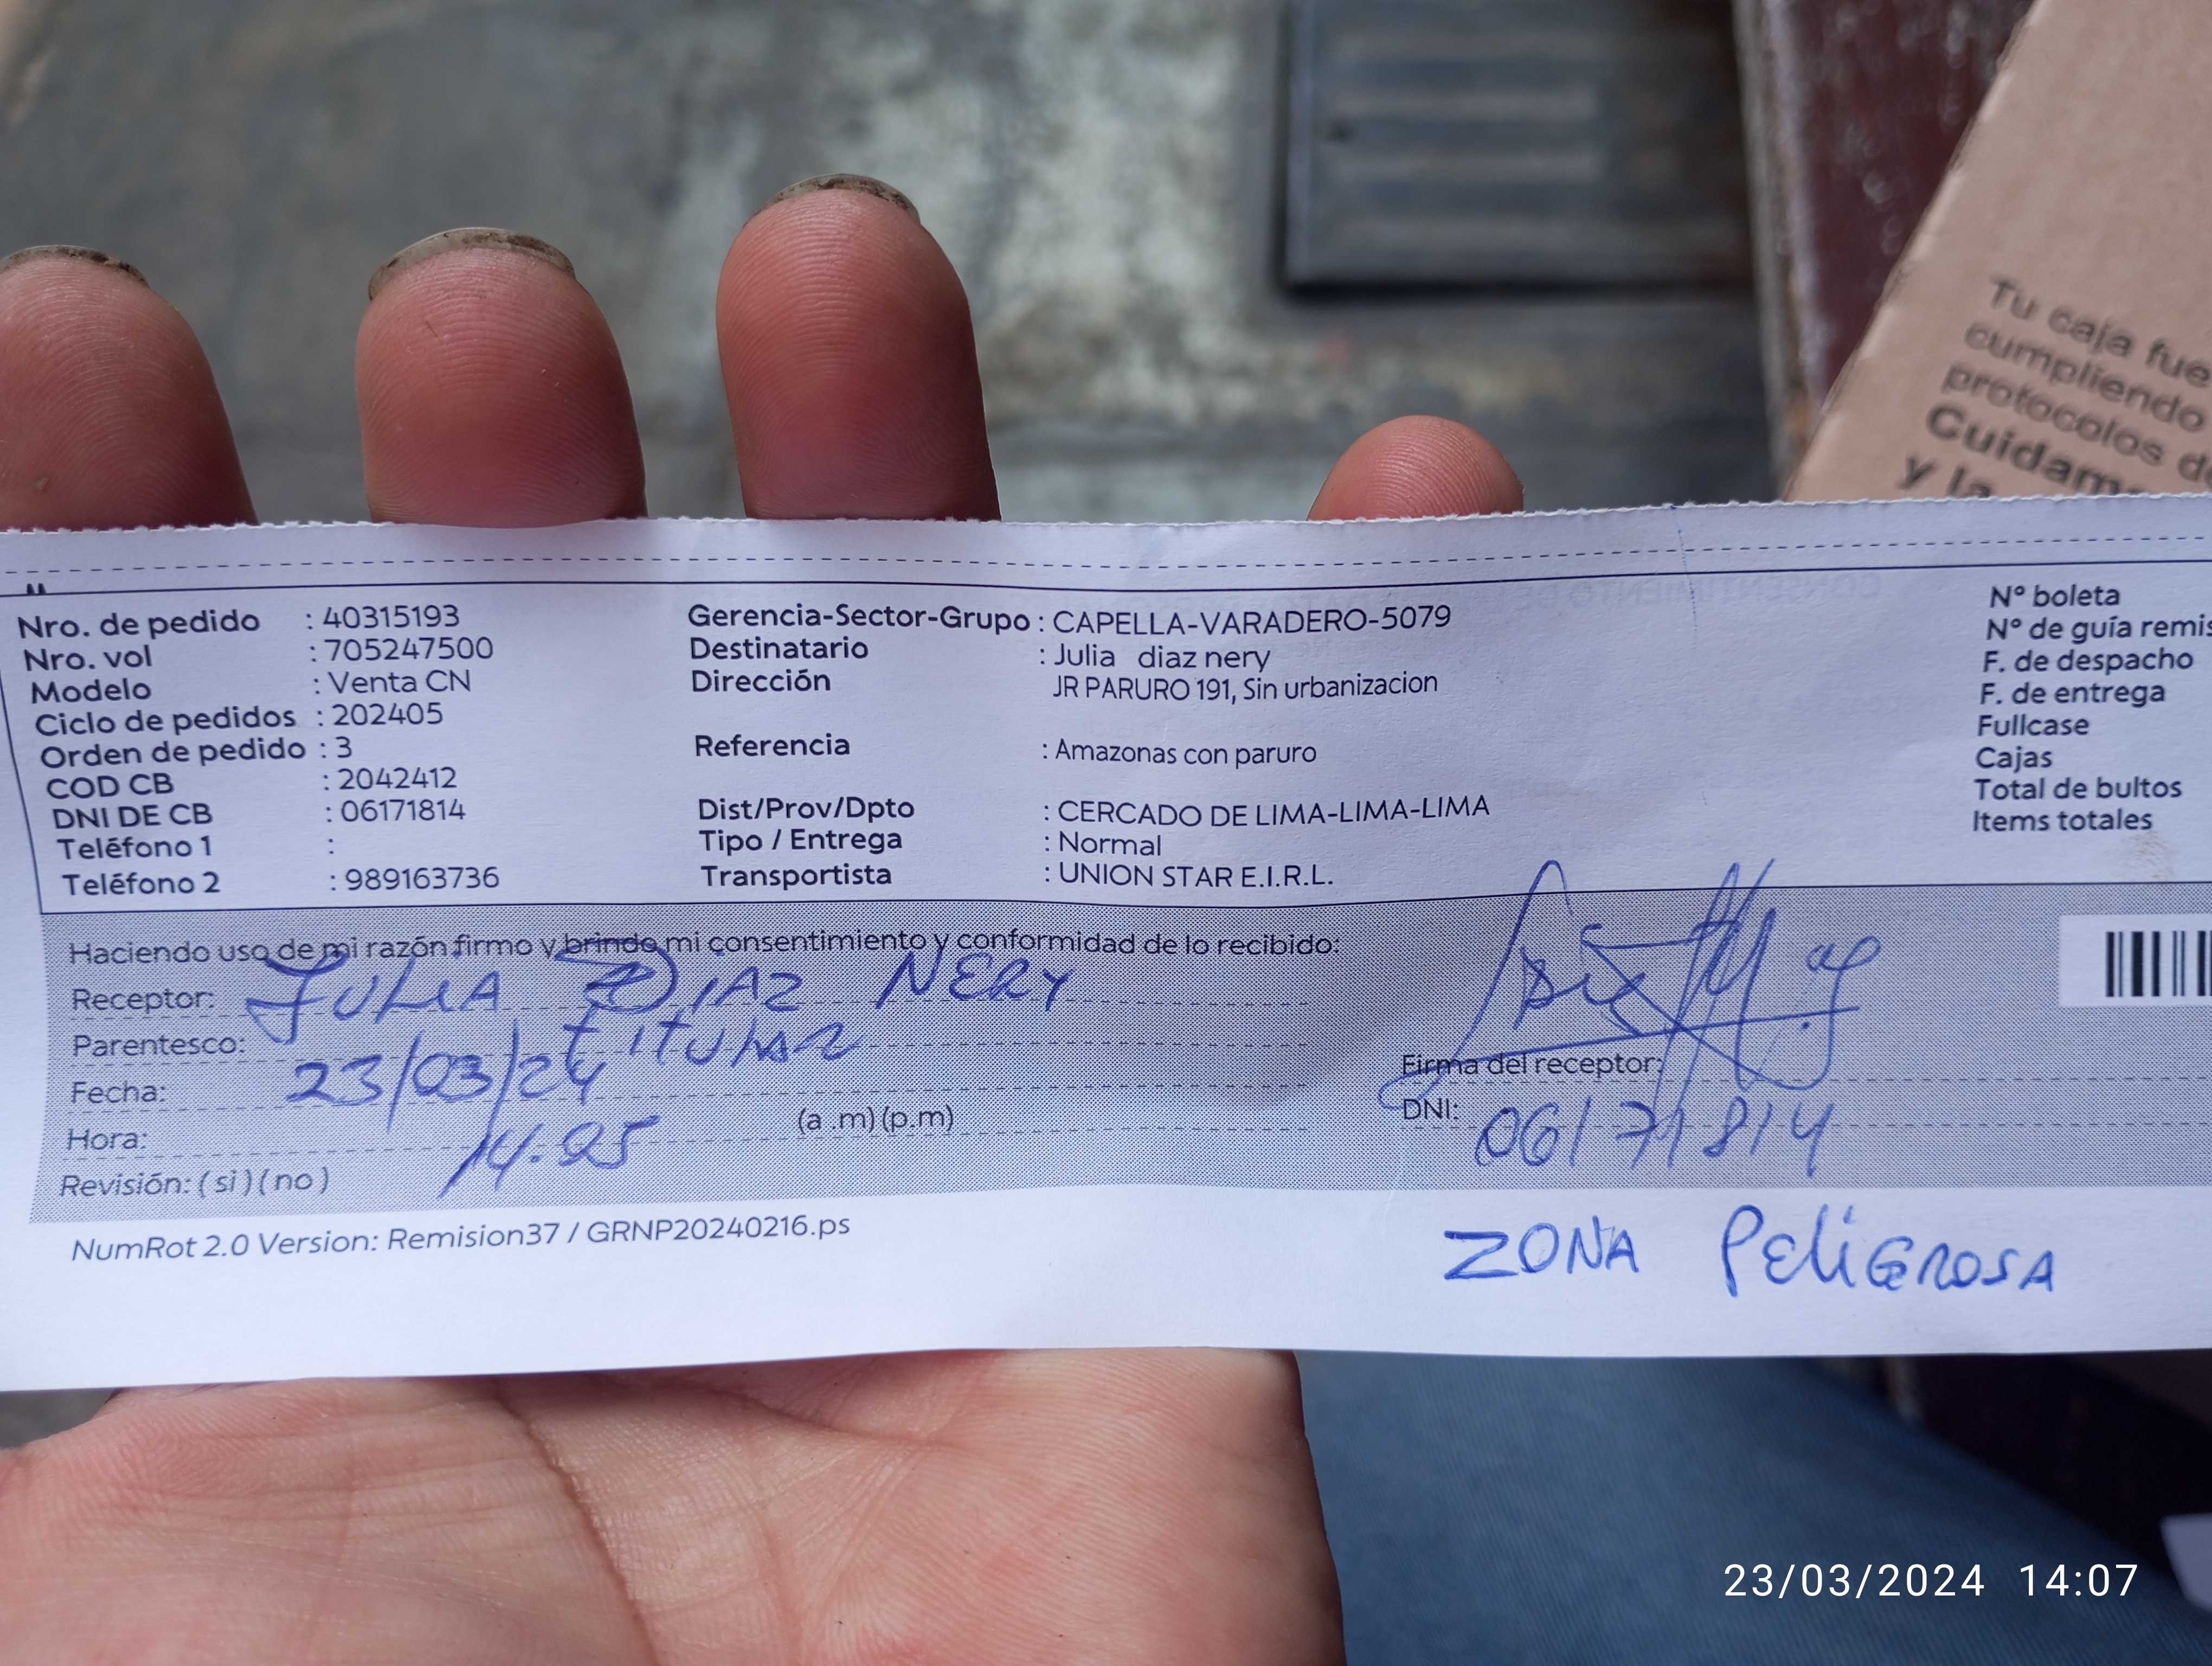 Nro. de pedido : 40315193
Nro. vol : 705247500
Modelo : Venta CN
Ciclo de pedidos : 202405
Orden de pedido : 3
COD CB : 2042412
DNI DE CB : 06171814
Teléfono 1 :
Teléfono 2 : 989163736
Gerencia-Sector-Grupo : CAPELLA-VARADERO-5079
Destinatario : Julia diaz nery
Dirección JR PARURO 191, Sin urbanizacion
Referencia : Amazonas con paruro
Dist/Prov/Dpto : CERCADO DE LIMA-LIMA-LIMA
Tipo / Entrega : Normal
Transportista : UNION STAR E.I.R.L.
N° boleta
N° de guía remis
F. de despacho
F. de entrega
Fullcase
Cajas
Total de bultos
Items totales
Haciendo uso de mi razón firmo y brindo mi consentimiento y conformidad de lo recibido:
Receptor: JULIA DIAZ NERY
Parentesco: titular
Fecha: 23/03/24
Hora: 14.05 (a .m) (p.m)
Revisión: ( si ) ( no )
Firma del receptor:
DNI: 06171814
NumRot 2.0 Version: Remision37 / GRNP20240216.ps
ZONA PELIGROSA
Tu caja fue
cumpliendo
protocolos de
Cuidam
y la
23/03/2024 14:07